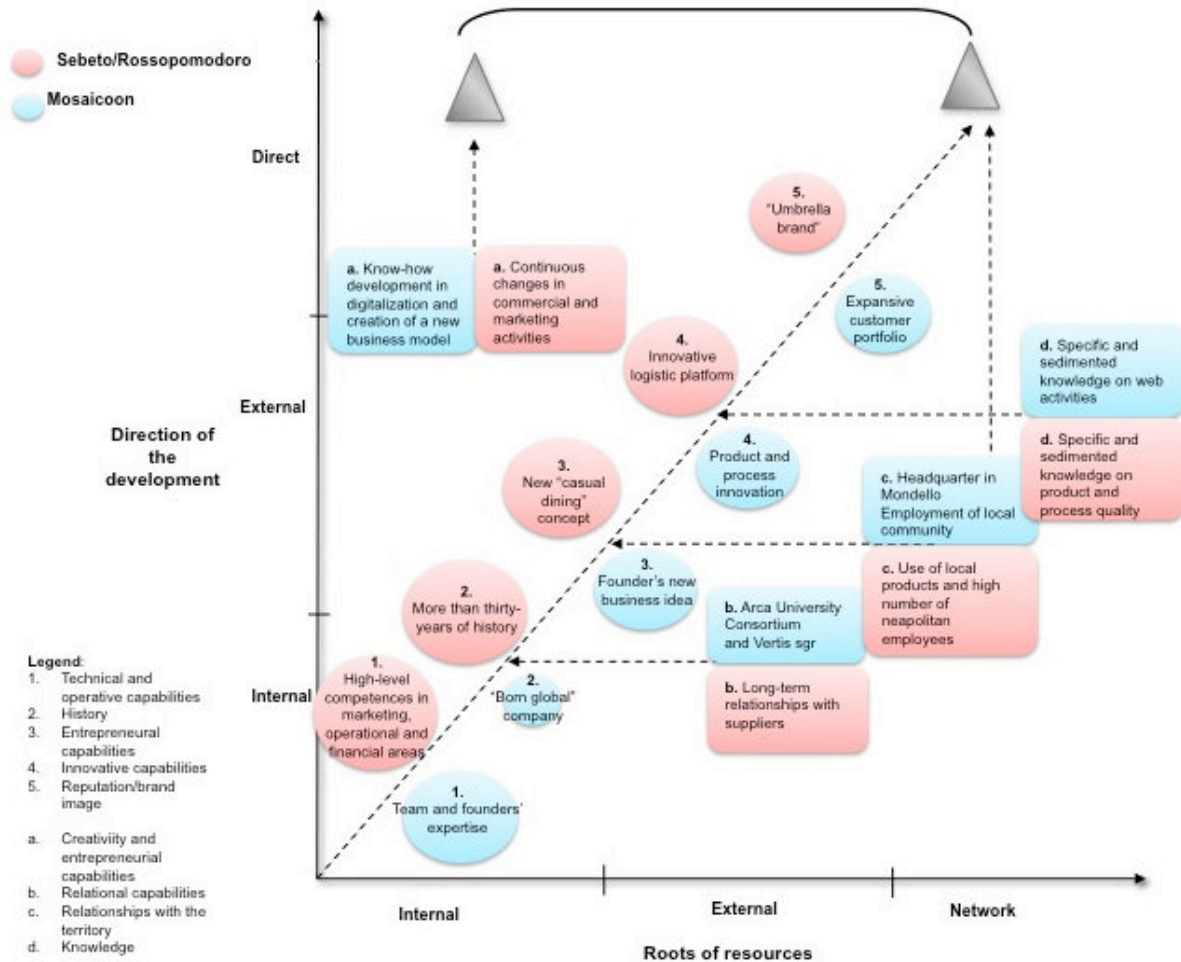 Sebeto/Rossopomodoro
Mosaicoon
Direct
External
Internal
Direction of
the
development
5.
"Umbrella
brand"
a. Know-how
development in
digitalization and
creation of a new
business model
a. Continuous
changes in
commercial and
marketing
activities
5.
Expansive
customer
portfolio
4.
Innovative
logistic platform
d. Specific and
sedimented
knowledge on web
activities
4.
Product and
process
innovation
d. Specific and
sedimented
knowledge on
product and
process quality
3.
New "casual
dining"
concept
c. Headquarter in
Mondello
Employment of local
community
3.
Founder's new
business idea
c. Use of local
products and high
number of
neapolitan
employees
2.
More than thirty-
years of history
b. Arca University
Consortium
and Vertis sgr
1.
High-level
competences in
marketing,
operational and
financial areas
2.
"Born global"
company
b. Long-term
relationships with
suppliers
1.
Team and founders'
expertise
Legend:
1. Technical and
operative capabilities
2. History
3. Entrepreneural
capabilities
4. Innovative capabilities
5. Reputation/brand
image
a. Creativiity and
entrepreneurial
capabilities
b. Relational capabilities
c. Relationships with the
territory
d. Knowledge
Internal
External
Network
Roots of resources